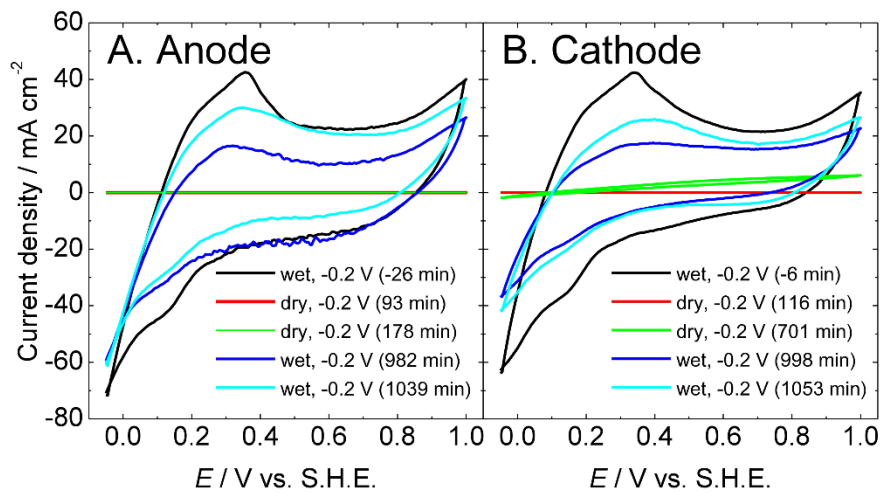 A. Anode
B. Cathode
Current density / mA cm⁻²
60
40
20
0
-20
-40
-60
-80
wet, -0.2 V (-26 min)
dry, -0.2 V (93 min)
dry, -0.2 V (178 min)
wet, -0.2 V (982 min)
wet, -0.2 V (1039 min)
wet, -0.2 V (-6 min)
dry, -0.2 V (116 min)
dry, -0.2 V (701 min)
wet, -0.2 V (998 min)
wet, -0.2 V (1053 min)
0.0 0.2 0.4 0.6 0.8 1.0
0.0 0.2 0.4 0.6 0.8 1.0
E / V vs. S.H.E.
E / V vs. S.H.E.